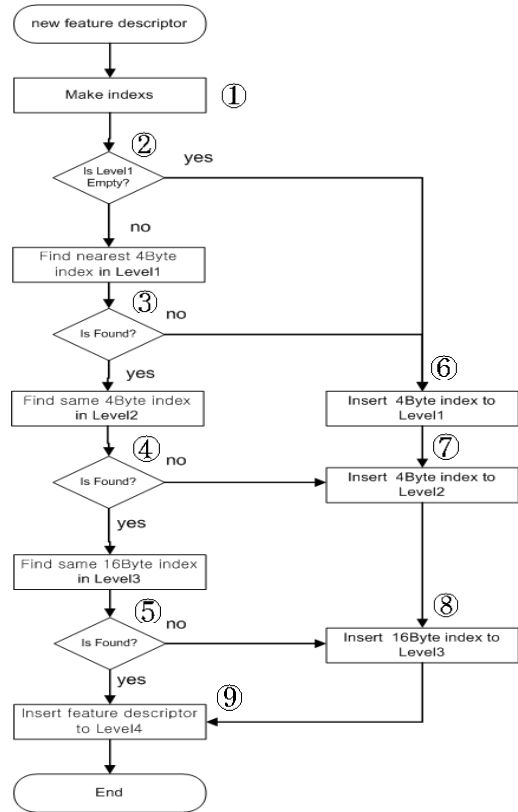 new feature descriptor
Make indexs
①
②
Is Level1
Empty?
yes
no
Find nearest 4Byte
index in Level1
③
Is Found?
no
yes
⑥
Find same 4Byte index
in Level2
Insert 4Byte index to
Level1
④
⑦
Is Found?
no
Insert 4Byte index to
Level2
yes
Find same 16Byte index
in Level3
⑤
⑧
Is Found?
no
Insert 16Byte index to
Level3
yes
⑨
Insert feature descriptor
to Level4
End